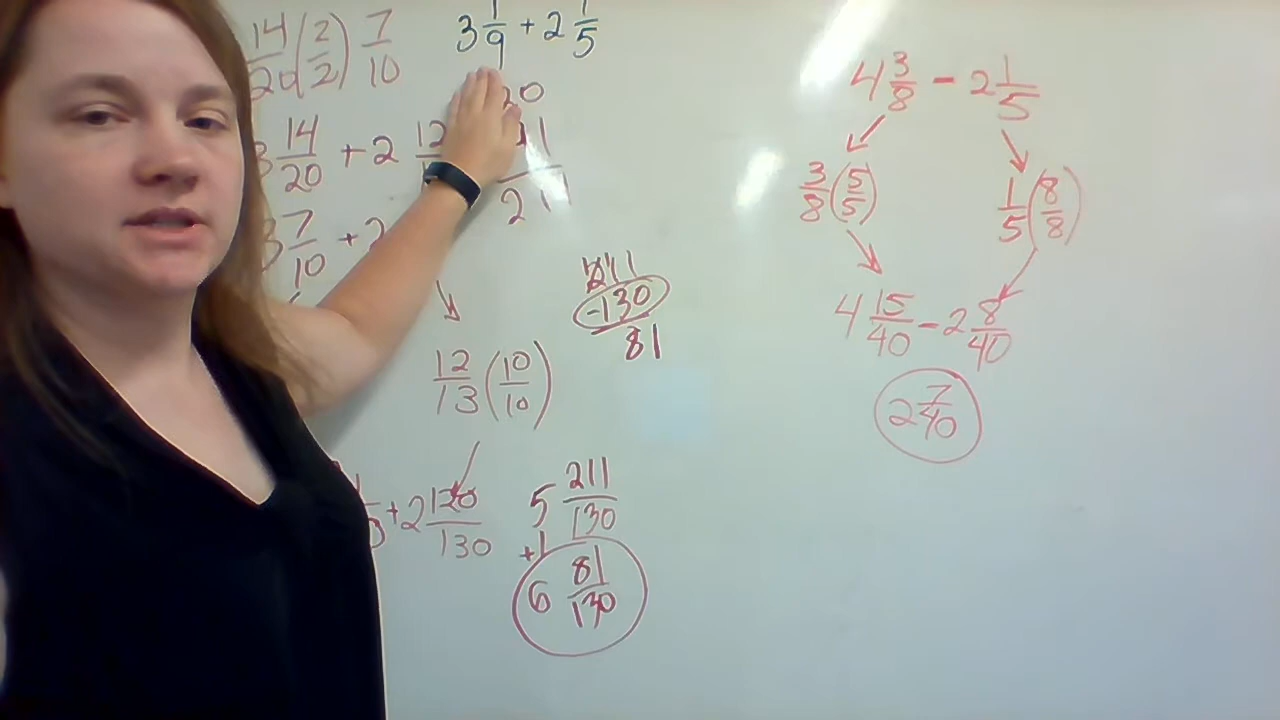 14/20 (2/2) 7/10
3 1/9 + 2 1/5
3 14/20 + 2 12/
20
211
3 7/10 + 2
12/13 (10/10)
+ 2 120/130
211
-130
81
5 211/130
+1
6 81/130
4 3/8 - 2 1/5
3/8 (5/5) 1/5 (8/8)
4 15/40 - 2 8/40
2 7/40